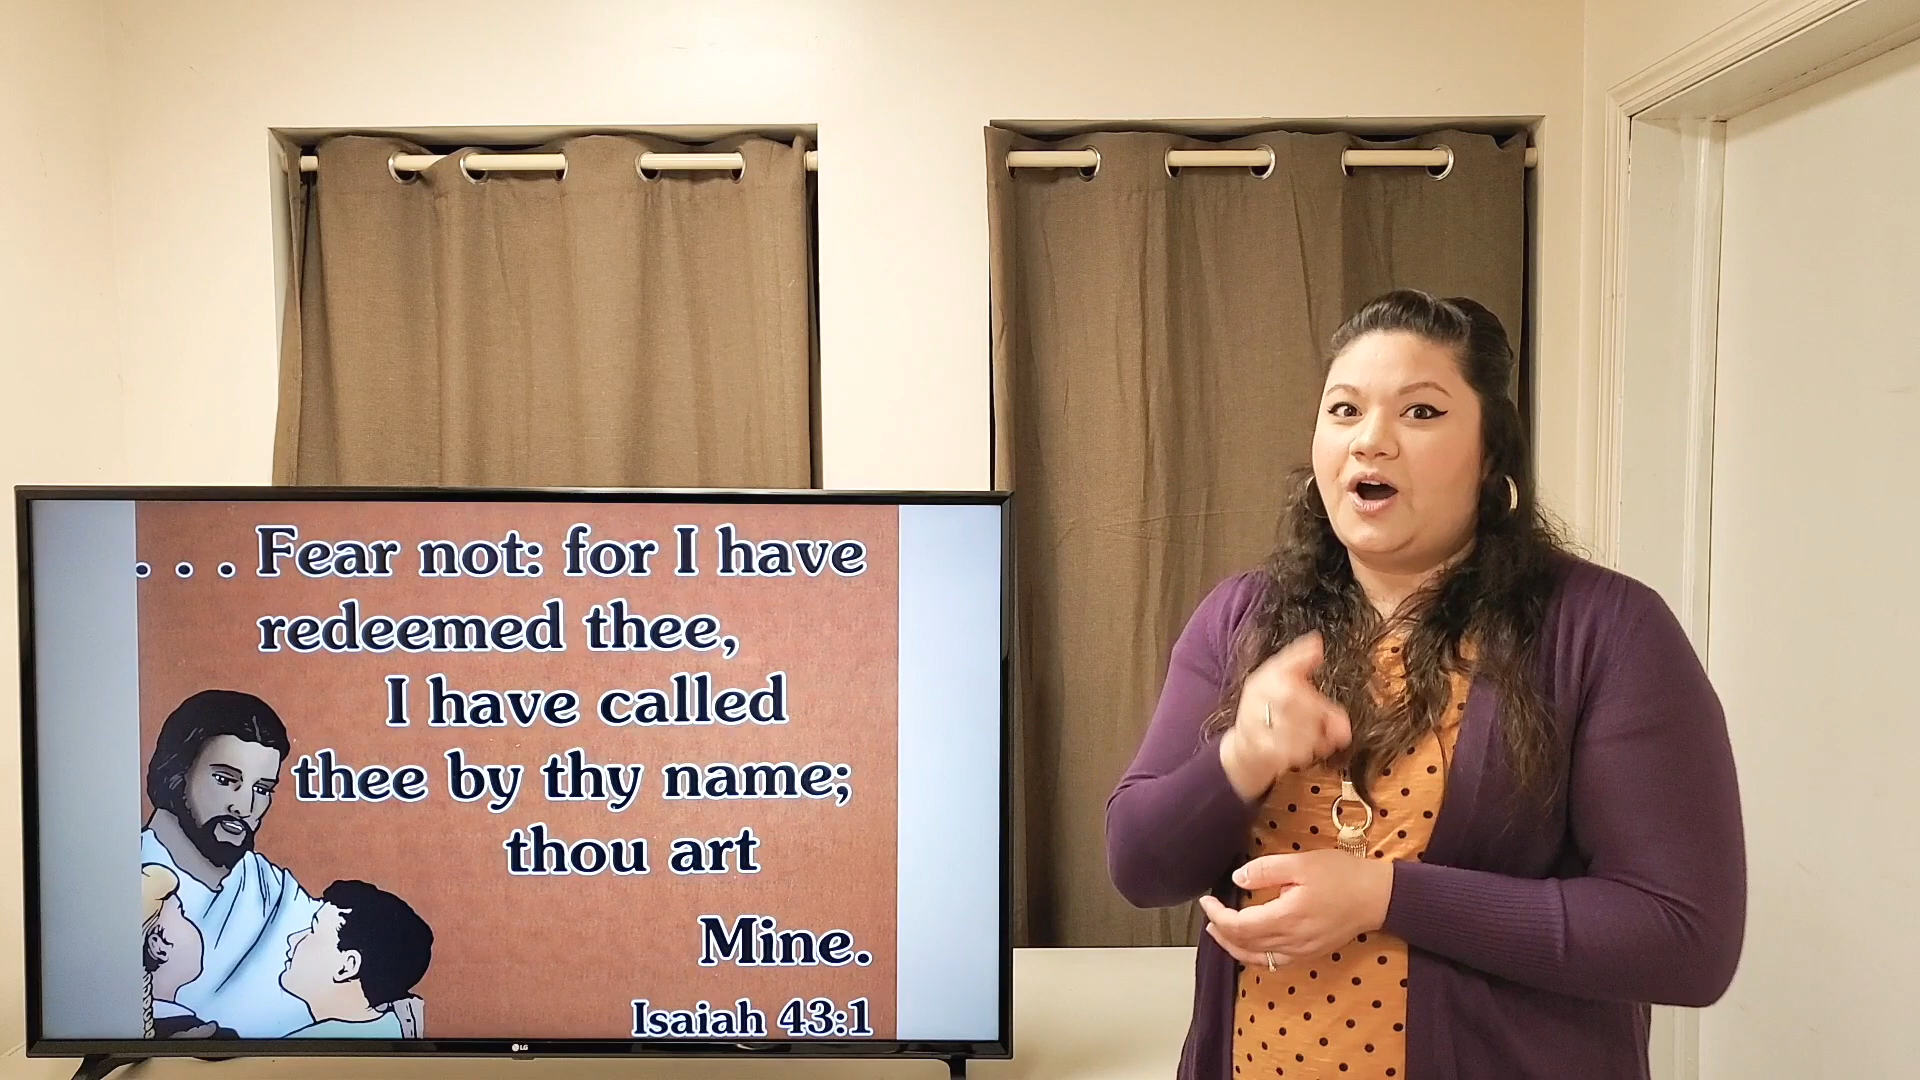 . . . Fear not: for I have
redeemed thee,
I have called
thee by thy name;
thou art
Mine.
Isaiah 43:1
LG